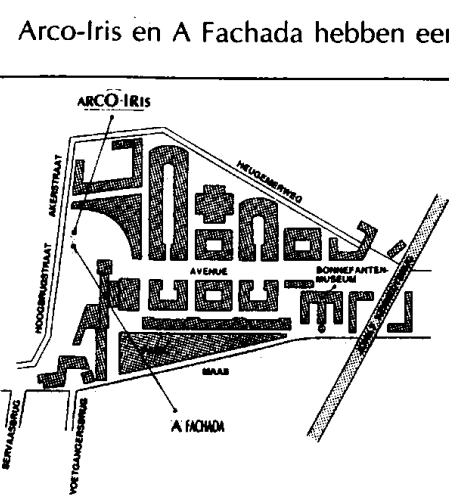 Arco-Iris en A Fachada hebben een
ARCO-IRIS
AKERSTRAAT
HEUGEMERWEG
HOOGBRUGSTRAAT
AVENUE
BONNEFANTEN-
MUSEUM
MAAS
A FACHADA
SERVAASBRUG
VOETGANGERSBRUG